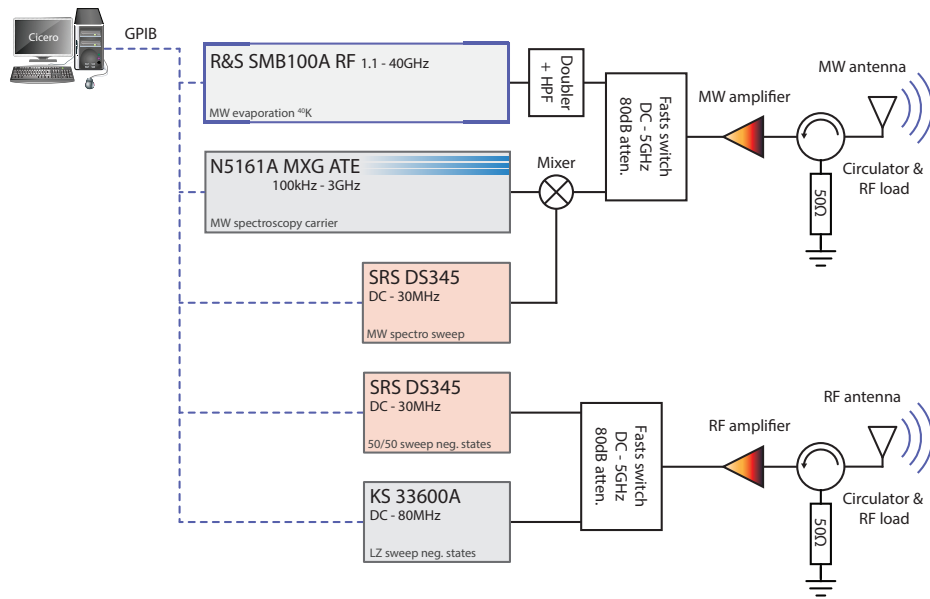 Cicero
GPIB
R&S SMB100A RF 1.1 - 40GHz
MW evaporation ⁴⁰K
Doubler
+ HPF
Fasts switch
DC - 5GHz
80dB atten.
MW amplifier
MW antenna
Circulator &
RF load
50Ω
N5161A MXG ATE
100kHz - 3GHz
MW spectroscopy carrier
Mixer
SRS DS345
DC - 30MHz
MW spectro sweep
SRS DS345
DC - 30MHz
50/50 sweep neg. states
Fasts switch
DC - 5GHz
80dB atten.
RF amplifier
RF antenna
Circulator &
RF load
50Ω
KS 33600A
DC - 80MHz
LZ sweep neg. states